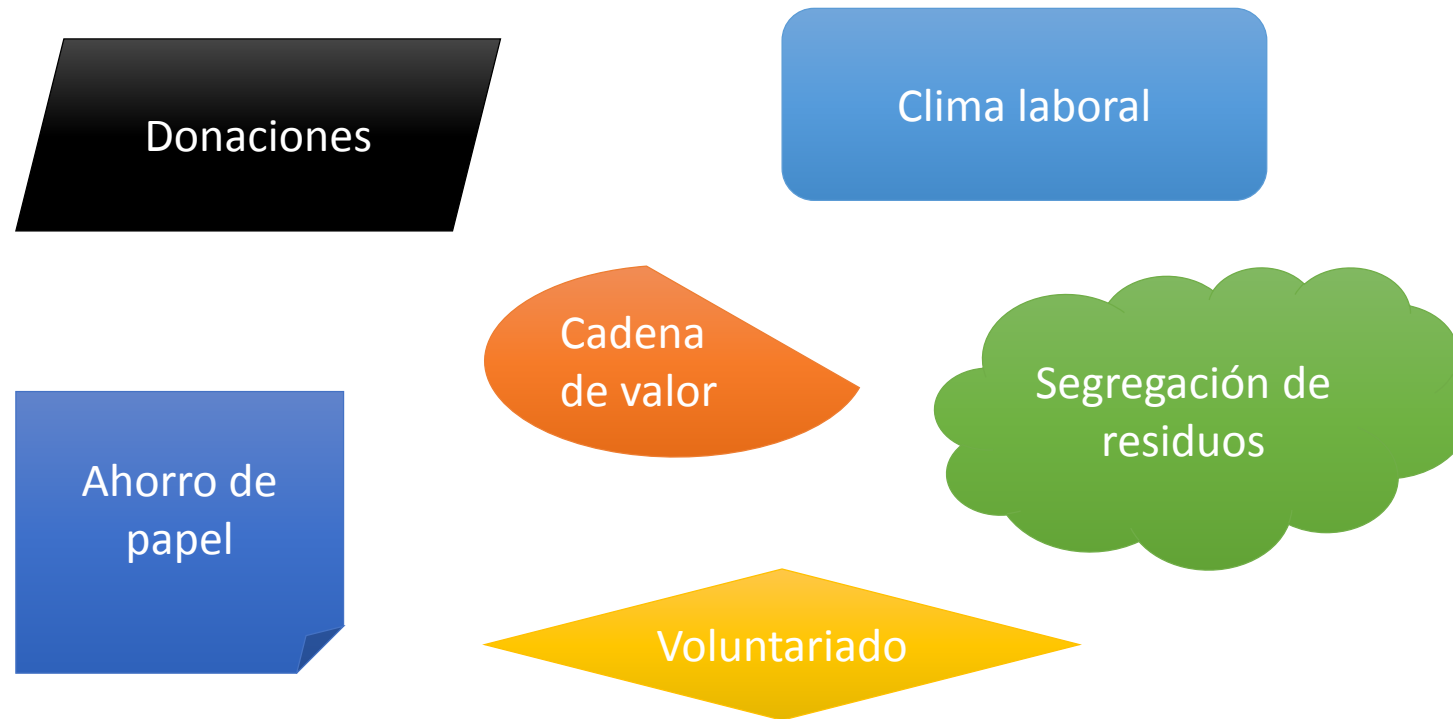 Donaciones
Clima laboral
Cadena
de valor
Segregación de
residuos
Ahorro de
papel
Voluntariado